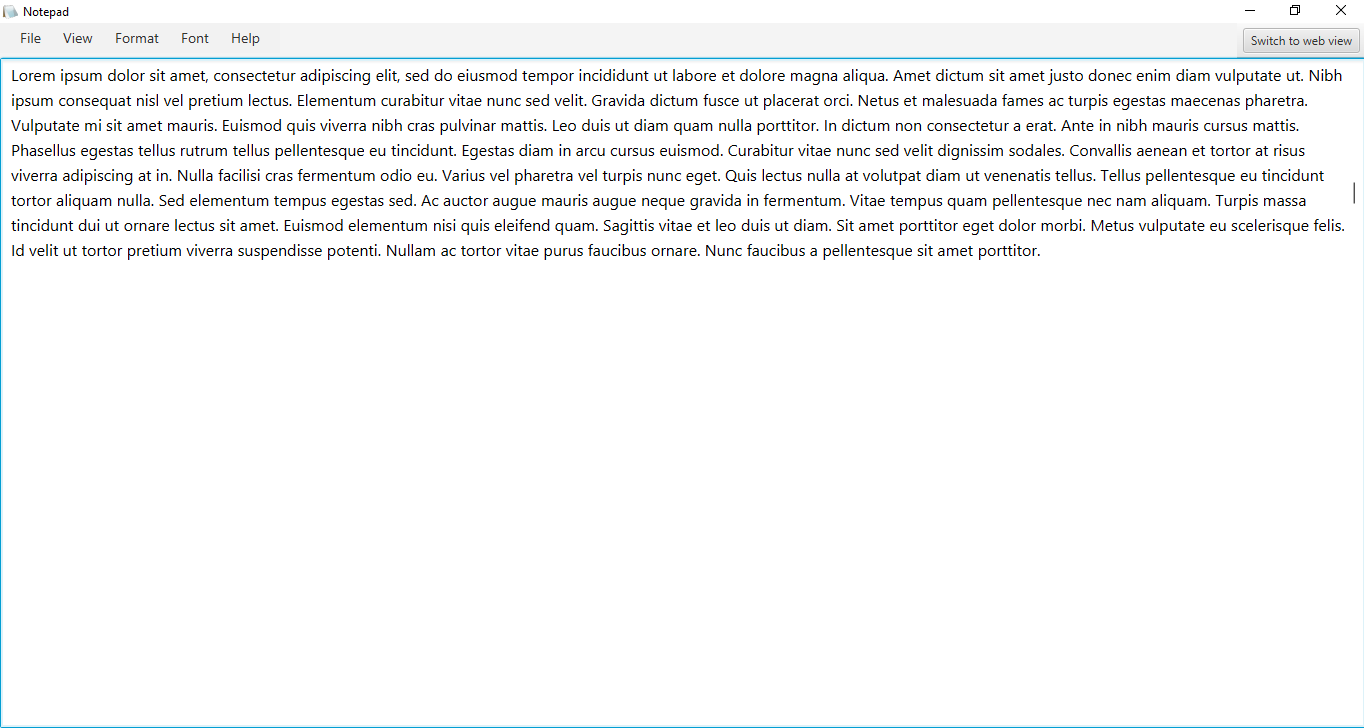 Notepad
File View Format Font Help
Switch to web view
Lorem ipsum dolor sit amet, consectetur adipiscing elit, sed do eiusmod tempor incididunt ut labore et dolore magna aliqua. Amet dictum sit amet justo donec enim diam vulputate ut. Nibh
ipsum consequat nisl vel pretium lectus. Elementum curabitur vitae nunc sed velit. Gravida dictum fusce ut placerat orci. Netus et malesuada fames ac turpis egestas maecenas pharetra.
Vulputate mi sit amet mauris. Euismod quis viverra nibh cras pulvinar mattis. Leo duis ut diam quam nulla porttitor. In dictum non consectetur a erat. Ante in nibh mauris cursus mattis.
Phasellus egestas tellus rutrum tellus pellentesque eu tincidunt. Egestas diam in arcu cursus euismod. Curabitur vitae nunc sed velit dignissim sodales. Convallis aenean et tortor at risus
viverra adipiscing at in. Nulla facilisi cras fermentum odio eu. Varius vel pharetra vel turpis nunc eget. Quis lectus nulla at volutpat diam ut venenatis tellus. Tellus pellentesque eu tincidunt
tortor aliquam nulla. Sed elementum tempus egestas sed. Ac auctor augue mauris augue neque gravida in fermentum. Vitae tempus quam pellentesque nec nam aliquam. Turpis massa
tincidunt dui ut ornare lectus sit amet. Euismod elementum nisi quis eleifend quam. Sagittis vitae et leo duis ut diam. Sit amet porttitor eget dolor morbi. Metus vulputate eu scelerisque felis.
Id velit ut tortor pretium viverra suspendisse potenti. Nullam ac tortor vitae purus faucibus ornare. Nunc faucibus a pellentesque sit amet porttitor.